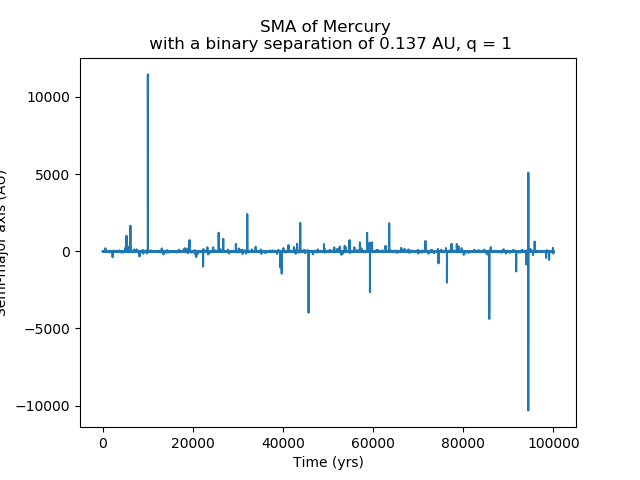 SMA of Mercury
with a binary separation of 0.137 AU, q = 1
10000
5000
0
−5000
−10000
Semi-major axis (AU)
0
20000
40000
60000
80000
100000
Time (yrs)